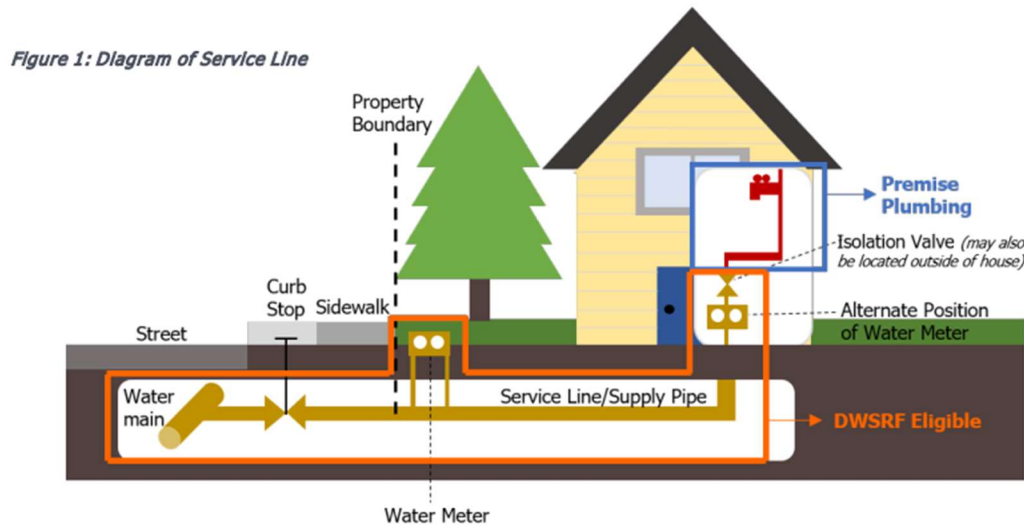 Figure 1: Diagram of Service Line
Property
Boundary
Premise
Plumbing
Isolation Valve (may also
be located outside of house)
Curb
Stop
Sidewalk
Alternate Position
of Water Meter
Street
Water
main
Service Line/Supply Pipe
DWSRF Eligible
Water Meter